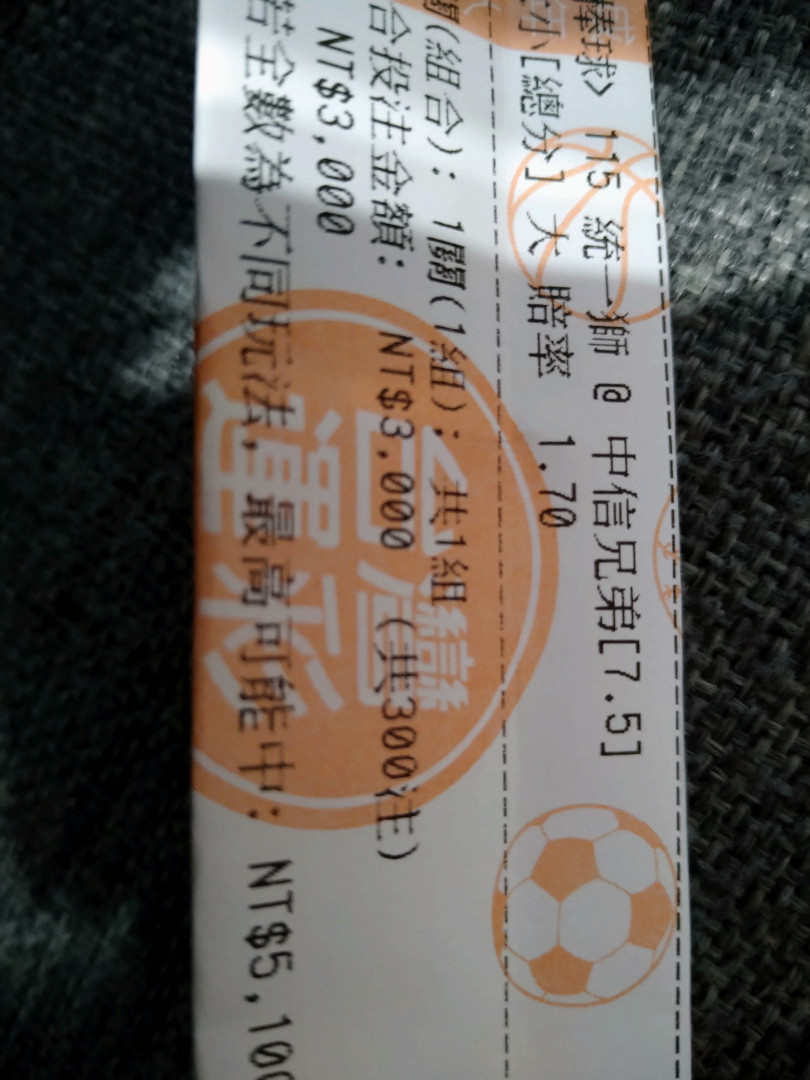 棒球> 115 統一獅 @ 中信兄弟[7.5]
小[總分] 大 賠率 1.70
關(組合): 1關(1組); 共1組
合投注金額: NT$3,000 (共300注)
NT$3,000
若全數為不同玩法, 最高可能中: NT$5,100
台灣
運彩